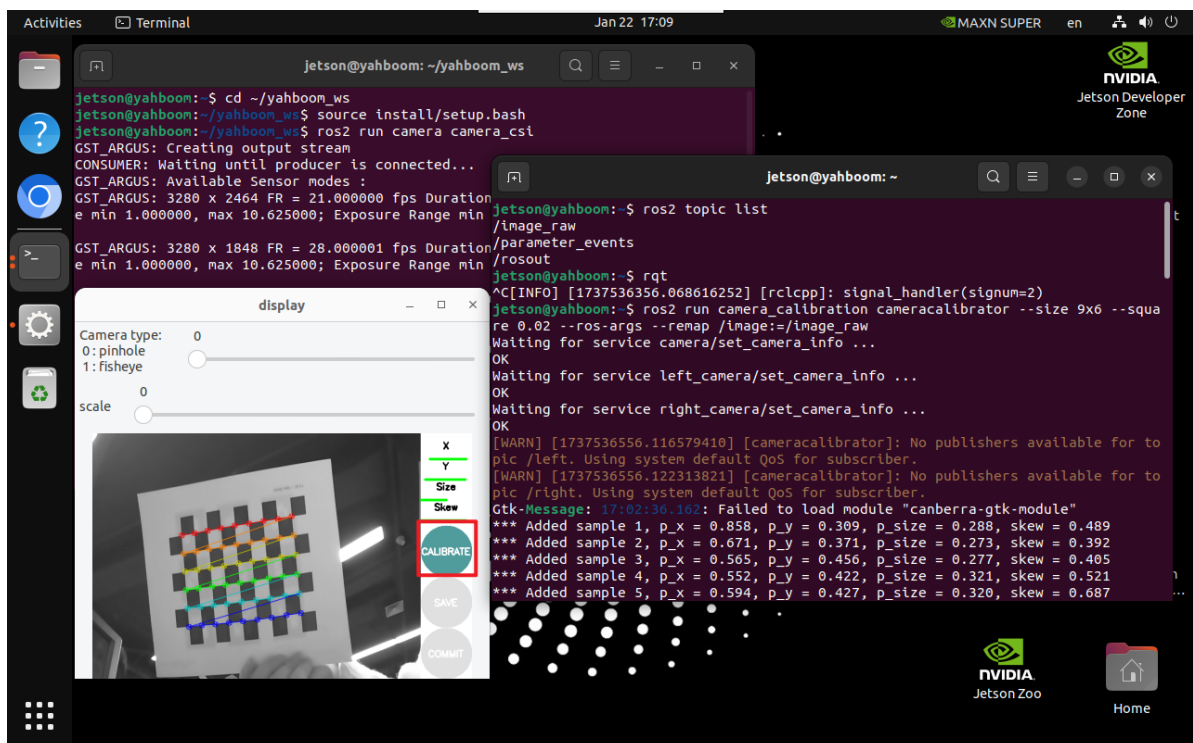 Activities
Terminal
Jan 22 17:09
MAXN SUPER
en
jetson@yahboom: ~/yahboom_ws
jetson@yahboom:~$ cd ~/yahboom_ws
jetson@yahboom:~/yahboom_ws$ source install/setup.bash
jetson@yahboom:~/yahboom_ws$ ros2 run camera camera_csi
GST_ARGUS: Creating output stream
CONSUMER: Waiting until producer is connected...
GST_ARGUS: Available Sensor modes :
GST_ARGUS: 3280 x 2464 FR = 21.000000 fps Duration
e min 1.000000, max 10.625000; Exposure Range min
GST_ARGUS: 3280 x 1848 FR = 28.000001 fps Duration
e min 1.000000, max 10.625000; Exposure Range min
jetson@yahboom: ~
jetson@yahboom:~$ ros2 topic list
/image_raw
/parameter_events
/rosout
jetson@yahboom:~$ rqt
^C[INFO] [1737536356.068616252] [rclcpp]: signal_handler(signum=2)
jetson@yahboom:~$ ros2 run camera_calibration cameracalibrator --size 9x6 --squa
re 0.02 --ros-args --remap /image:=/image_raw
Waiting for service camera/set_camera_info ...
OK
Waiting for service left_camera/set_camera_info ...
OK
Waiting for service right_camera/set_camera_info ...
OK
[WARN] [1737536556.116579410] [cameracalibrator]: No publishers available for to
pic /left. Using system default QoS for subscriber.
[WARN] [1737536556.122313821] [cameracalibrator]: No publishers available for to
pic /right. Using system default QoS for subscriber.
Gtk-Message: 17:02:36.162: Failed to load module "canberra-gtk-module"
*** Added sample 1, p_x = 0.858, p_y = 0.309, p_size = 0.288, skew = 0.489
*** Added sample 2, p_x = 0.671, p_y = 0.371, p_size = 0.273, skew = 0.392
*** Added sample 3, p_x = 0.565, p_y = 0.456, p_size = 0.277, skew = 0.405
*** Added sample 4, p_x = 0.552, p_y = 0.422, p_size = 0.321, skew = 0.521
*** Added sample 5, p_x = 0.594, p_y = 0.427, p_size = 0.320, skew = 0.687
display
Camera type:
0 : pinhole
1 : fisheye
0
0
scale
X
Y
Size
Skew
CALIBRATE
SAVE
COMMIT
NVIDIA.
Jetson Developer
Zone
NVIDIA.
Jetson Zoo
Home